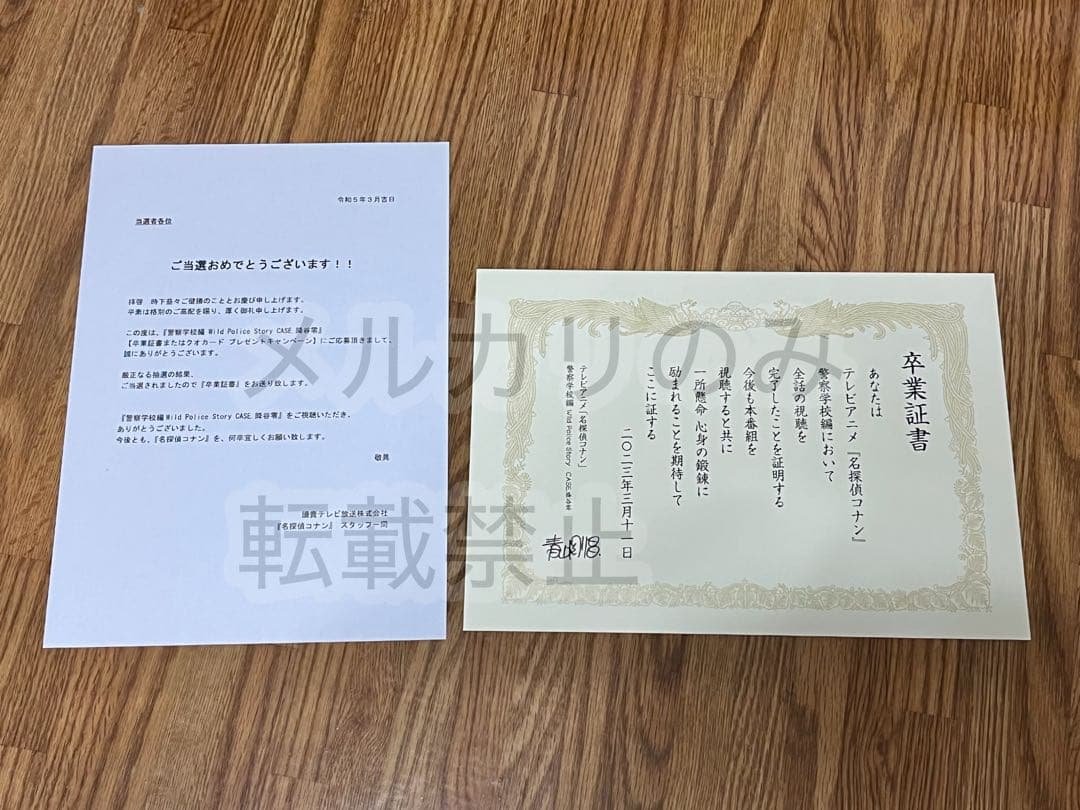 令和5年3月吉日
当選者各位
ご当選おめでとうございます！！
拝啓　時下益々ご健勝のこととお慶び申し上げます。
平素は格別のご高配を賜り、厚く御礼申し上げます。
この度は、『警察学校編 Wild Police Story CASE.降谷零』
【卒業証書またはクオカード プレゼントキャンペーン】にご応募頂きまして、
誠にありがとうございます。
厳正なる抽選の結果、
ご当選されましたので『卒業証書』をお送り致します。
『警察学校編 Wild Police Story CASE.降谷零』をご視聴いただき、
ありがとうございました。
今後とも、『名探偵コナン』を、何卒宜しくお願い致します。
敬具
讀賣テレビ放送株式会社
『名探偵コナン』 スタッフ一同
卒業証書
あなたは
テレビアニメ『名探偵コナン』
警察学校編において
全話の視聴を
完了したことを証明する
今後も本番組を
視聴すると共に
一所懸命 心身の鍛錬に
励まれることを期待して
ここに証する
二〇二三年三月十一日
テレビアニメ「名探偵コナン」
警察学校編 Wild Police Story CASE.降谷零
青山剛昌
メルカリのみ
転載禁止